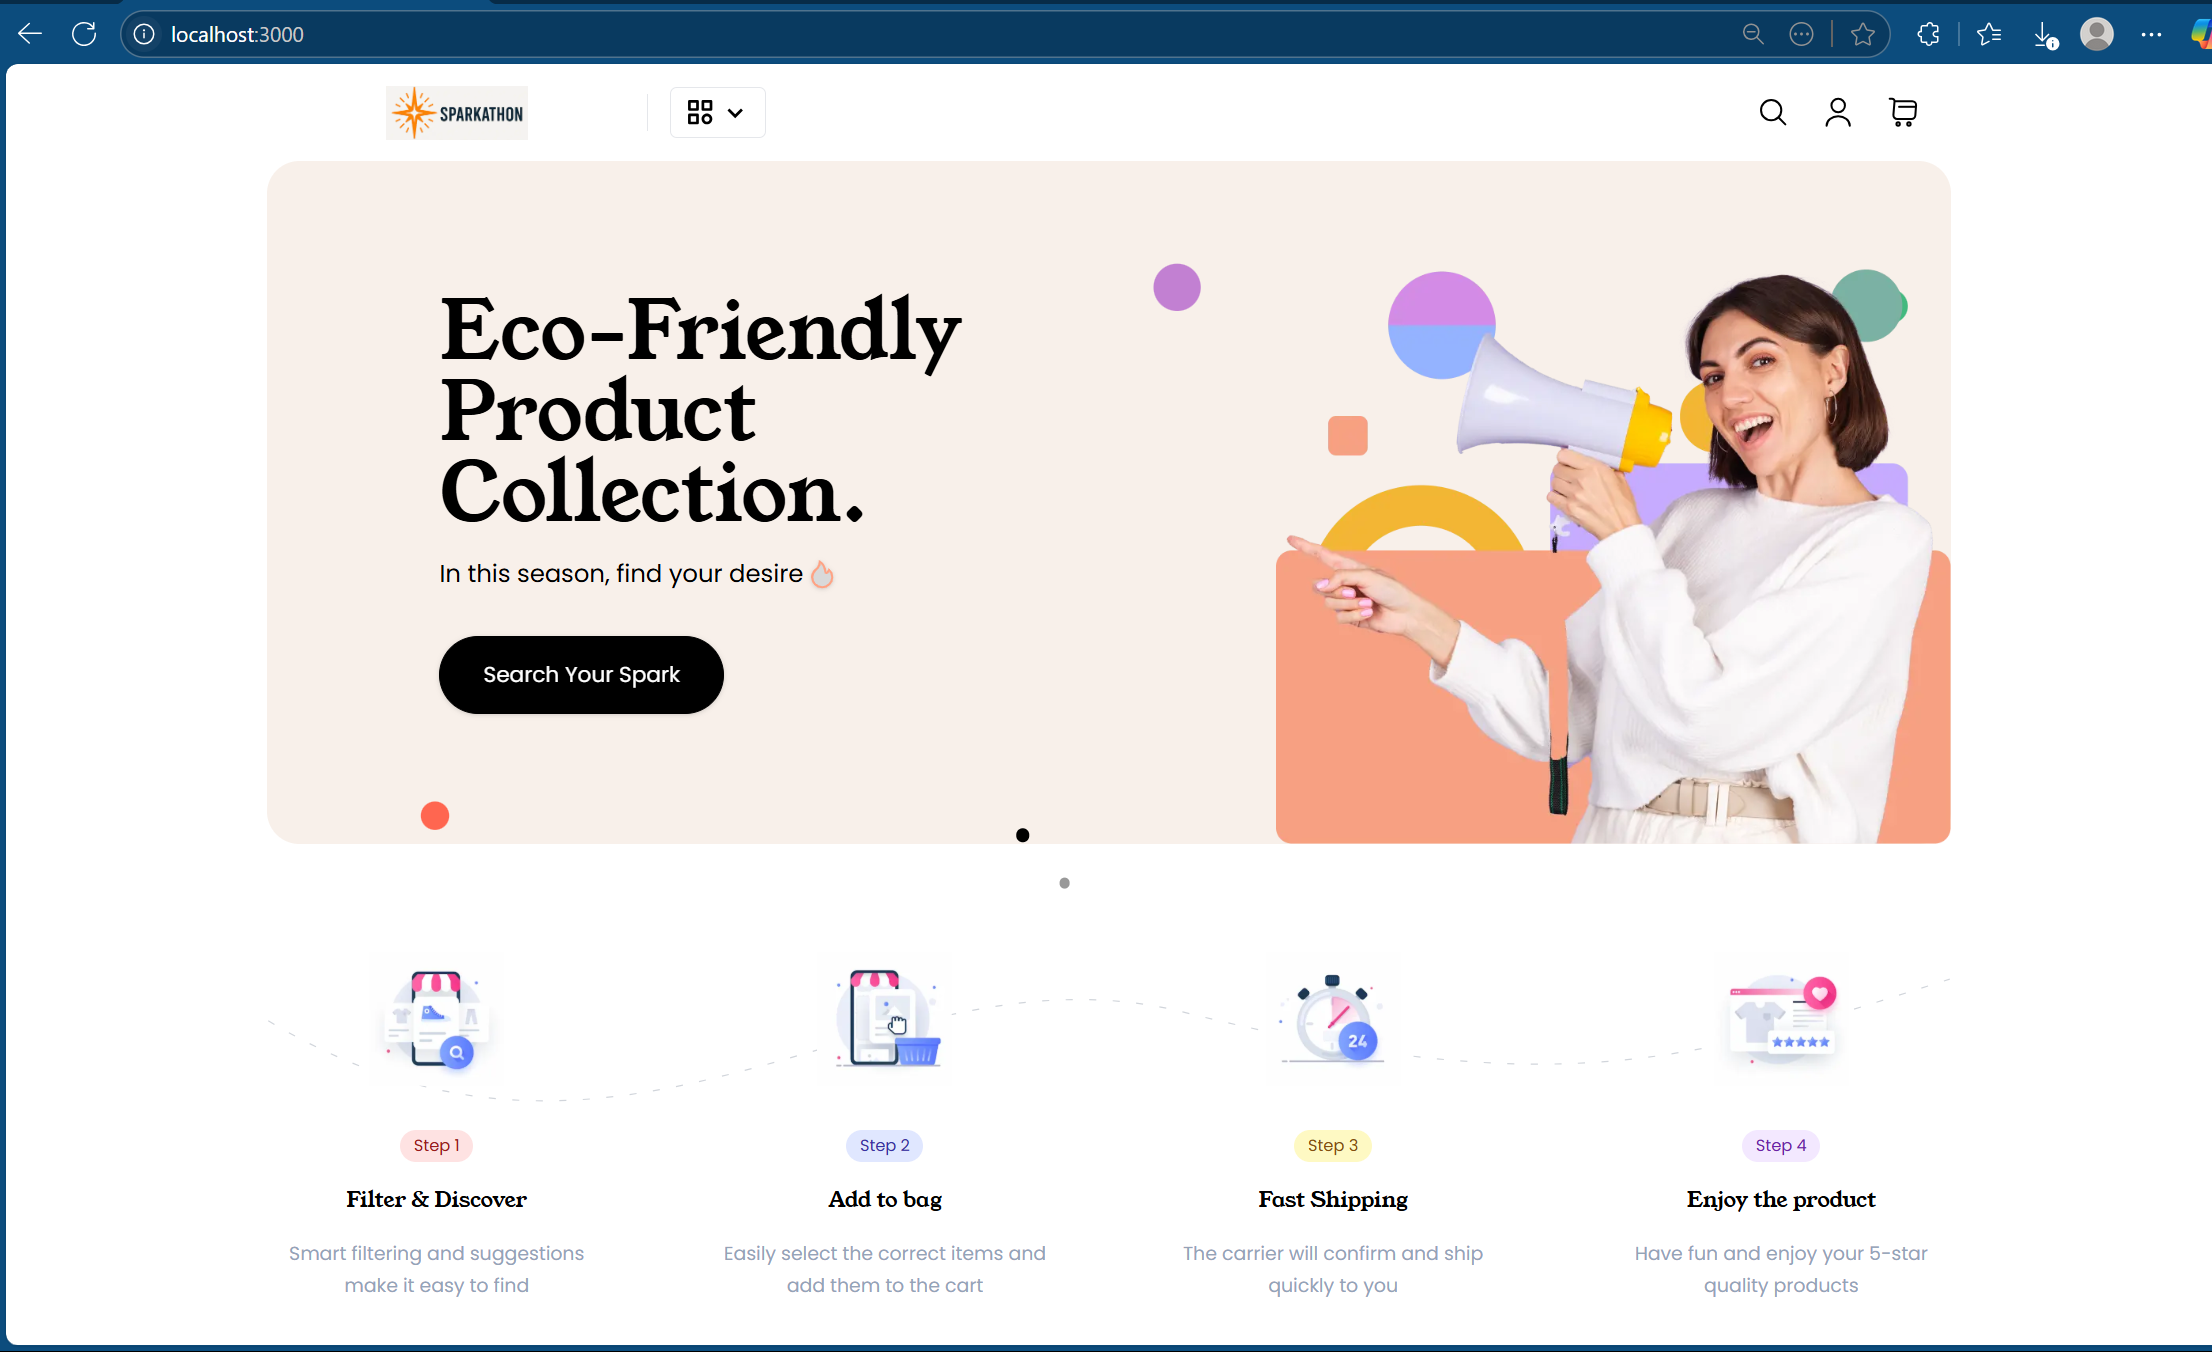 localhost:3000
SPARKATHON
Eco-Friendly
Product
Collection.
In this season, find your desire
Search Your Spark
24
Step 1
Step 2
Step 3
Step 4
Filter & Discover
Add to bag
Fast Shipping
Enjoy the product
Smart filtering and suggestions
make it easy to find
Easily select the correct items and
add them to the cart
The carrier will confirm and ship
quickly to you
Have fun and enjoy your 5-star
quality products